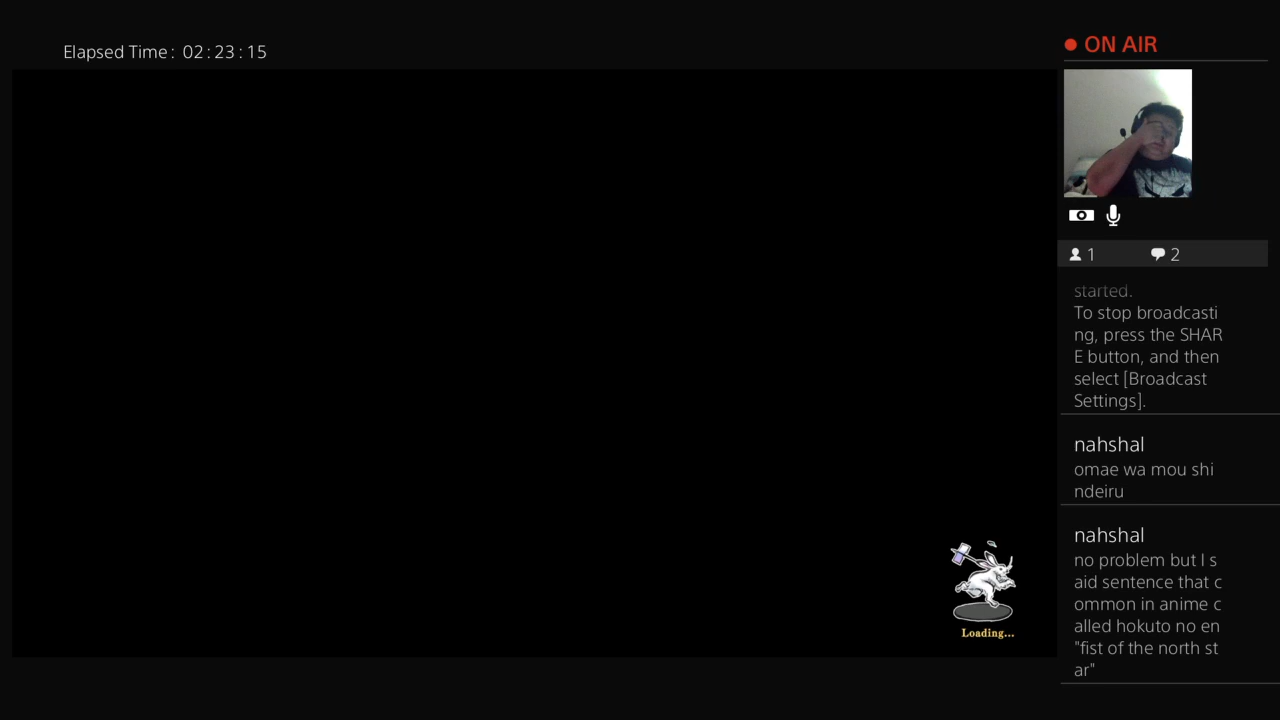 Elapsed Time: 02:23:15
ON AIR
1 2
started.
To stop broadcasti
ng, press the SHAR
E button, and then
select [Broadcast
Settings].
nahshal
omae wa mou shi
ndeiru
nahshal
no problem but I s
aid sentence that c
ommon in anime c
alled hokuto no en
"fist of the north st
ar"
Loading...